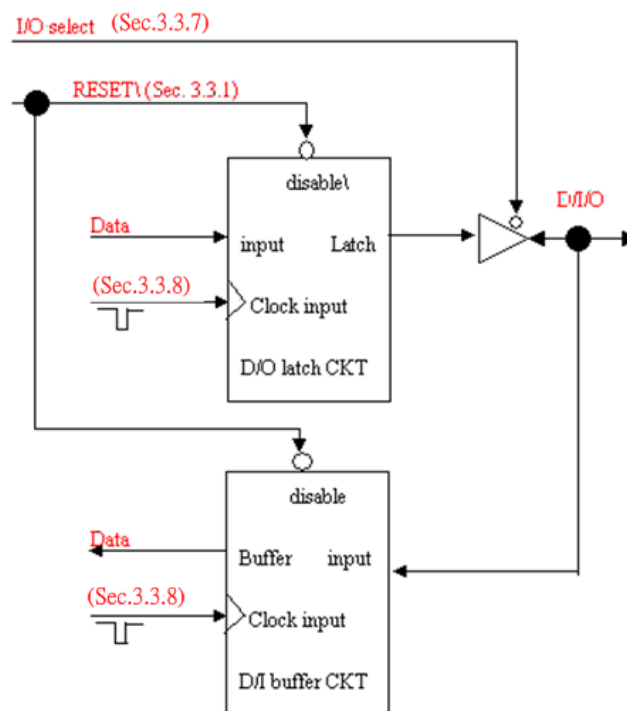 I/O select (Sec.3.3.7)
RESET\ (Sec. 3.3.1)
disable\
D/I/O
Data
input Latch
(Sec.3.3.8)
Clock input
D/O latch CKT
disable
Data
Buffer input
(Sec.3.3.8)
Clock input
D/I buffer CKT